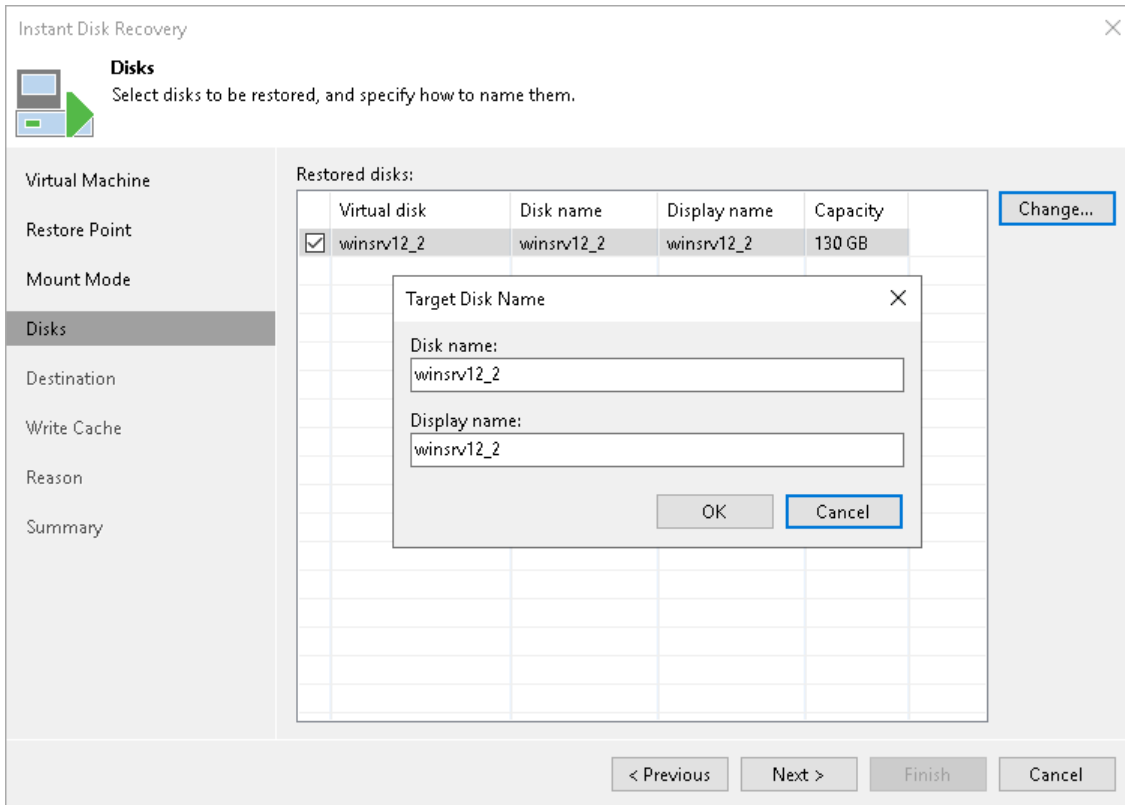 Instant Disk Recovery
Disks
Select disks to be restored, and specify how to name them.
Virtual Machine
Restore Point
Mount Mode
Disks
Destination
Write Cache
Reason
Summary
Restored disks:
Virtual disk Disk name Display name Capacity
winsrv12_2 winsrv12_2 winsrv12_2 130 GB
Change...
Target Disk Name
Disk name:
winsrv12_2
Display name:
winsrv12_2
OK Cancel
< Previous Next > Finish Cancel